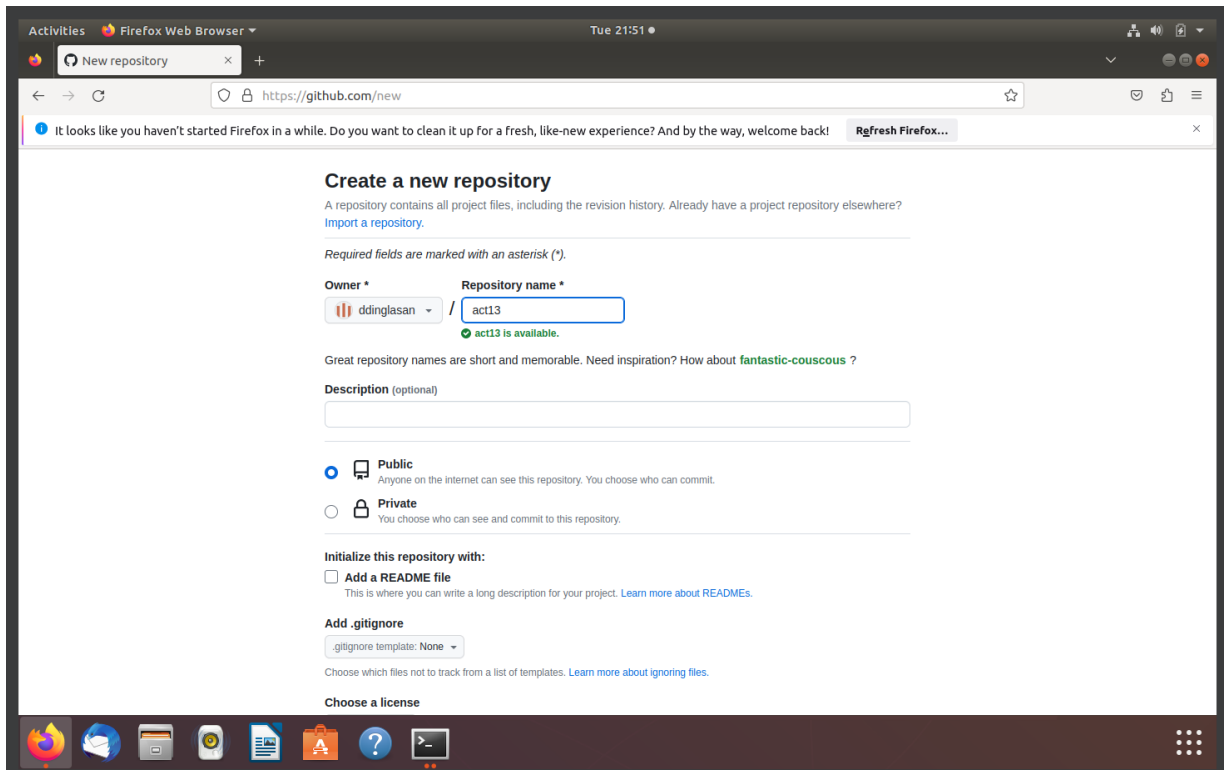 Activities Firefox Web Browser Tue 21:51
New repository
https://github.com/new
It looks like you haven't started Firefox in a while. Do you want to clean it up for a fresh, like-new experience? And by the way, welcome back! Refresh Firefox...
Create a new repository
A repository contains all project files, including the revision history. Already have a project repository elsewhere?
Import a repository.
Required fields are marked with an asterisk (*).
Owner * Repository name *
ddinglasan / act13
act13 is available.
Great repository names are short and memorable. Need inspiration? How about fantastic-couscous ?
Description (optional)
Public
Anyone on the internet can see this repository. You choose who can commit.
Private
You choose who can see and commit to this repository.
Initialize this repository with:
Add a README file
This is where you can write a long description for your project. Learn more about READMEs.
Add .gitignore
.gitignore template: None
Choose which files not to track from a list of templates. Learn more about ignoring files.
Choose a license